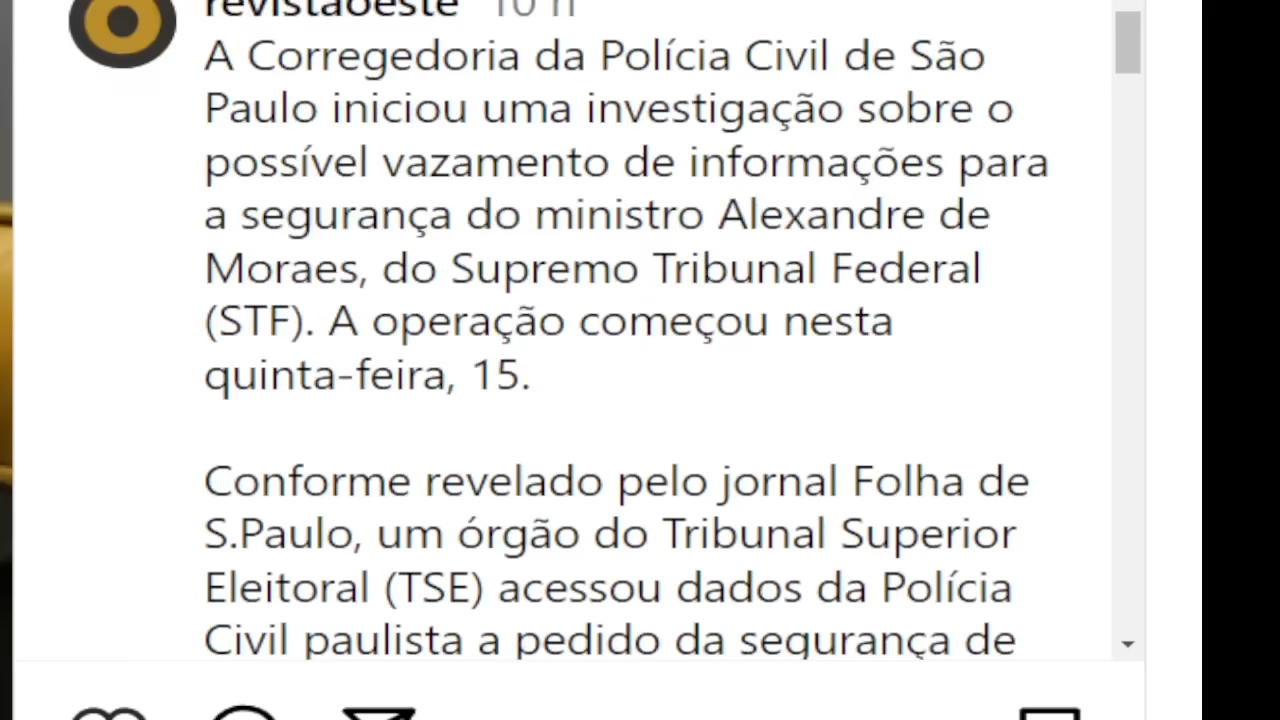 revistaoeste 10 h
A Corregedoria da Polícia Civil de São
Paulo iniciou uma investigação sobre o
possível vazamento de informações para
a segurança do ministro Alexandre de
Moraes, do Supremo Tribunal Federal
(STF). A operação começou nesta
quinta-feira, 15.
Conforme revelado pelo jornal Folha de
S.Paulo, um órgão do Tribunal Superior
Eleitoral (TSE) acessou dados da Polícia
Civil paulista a pedido da segurança de